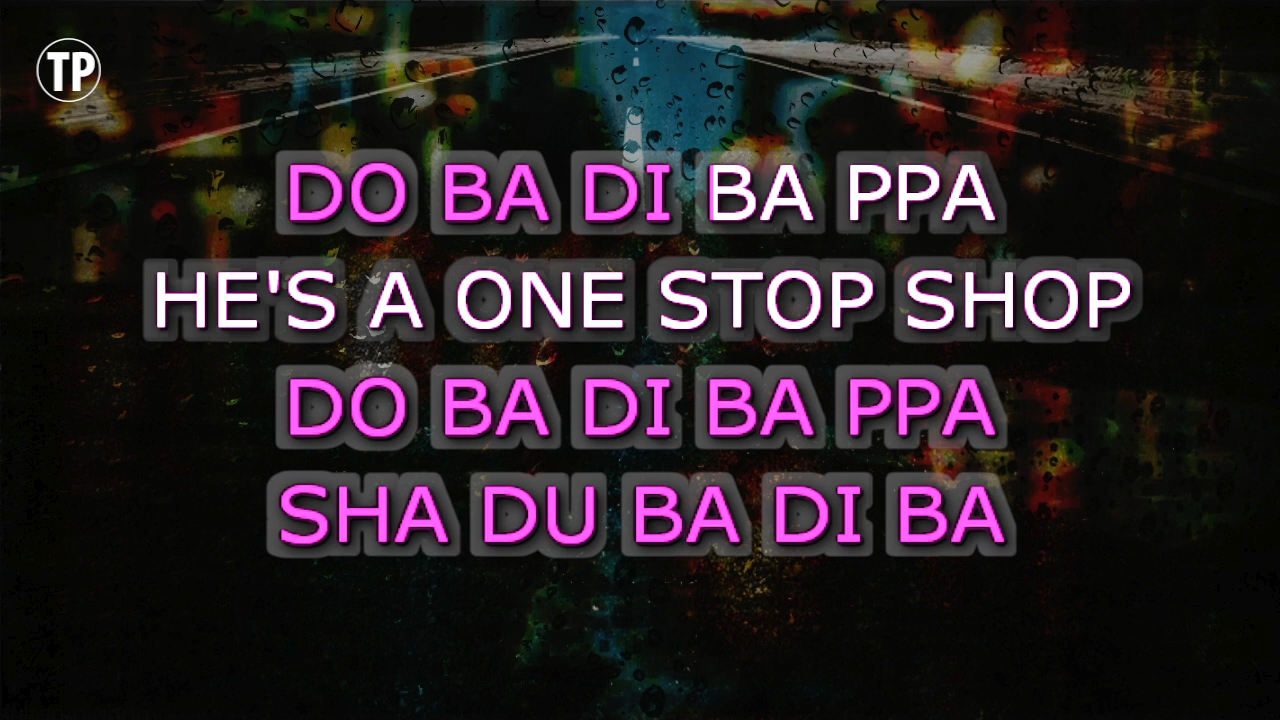 TP
DO BA DI BA PPA
HE'S A ONE STOP SHOP
DO BA DI BA PPA
SHA DU BA DI BA